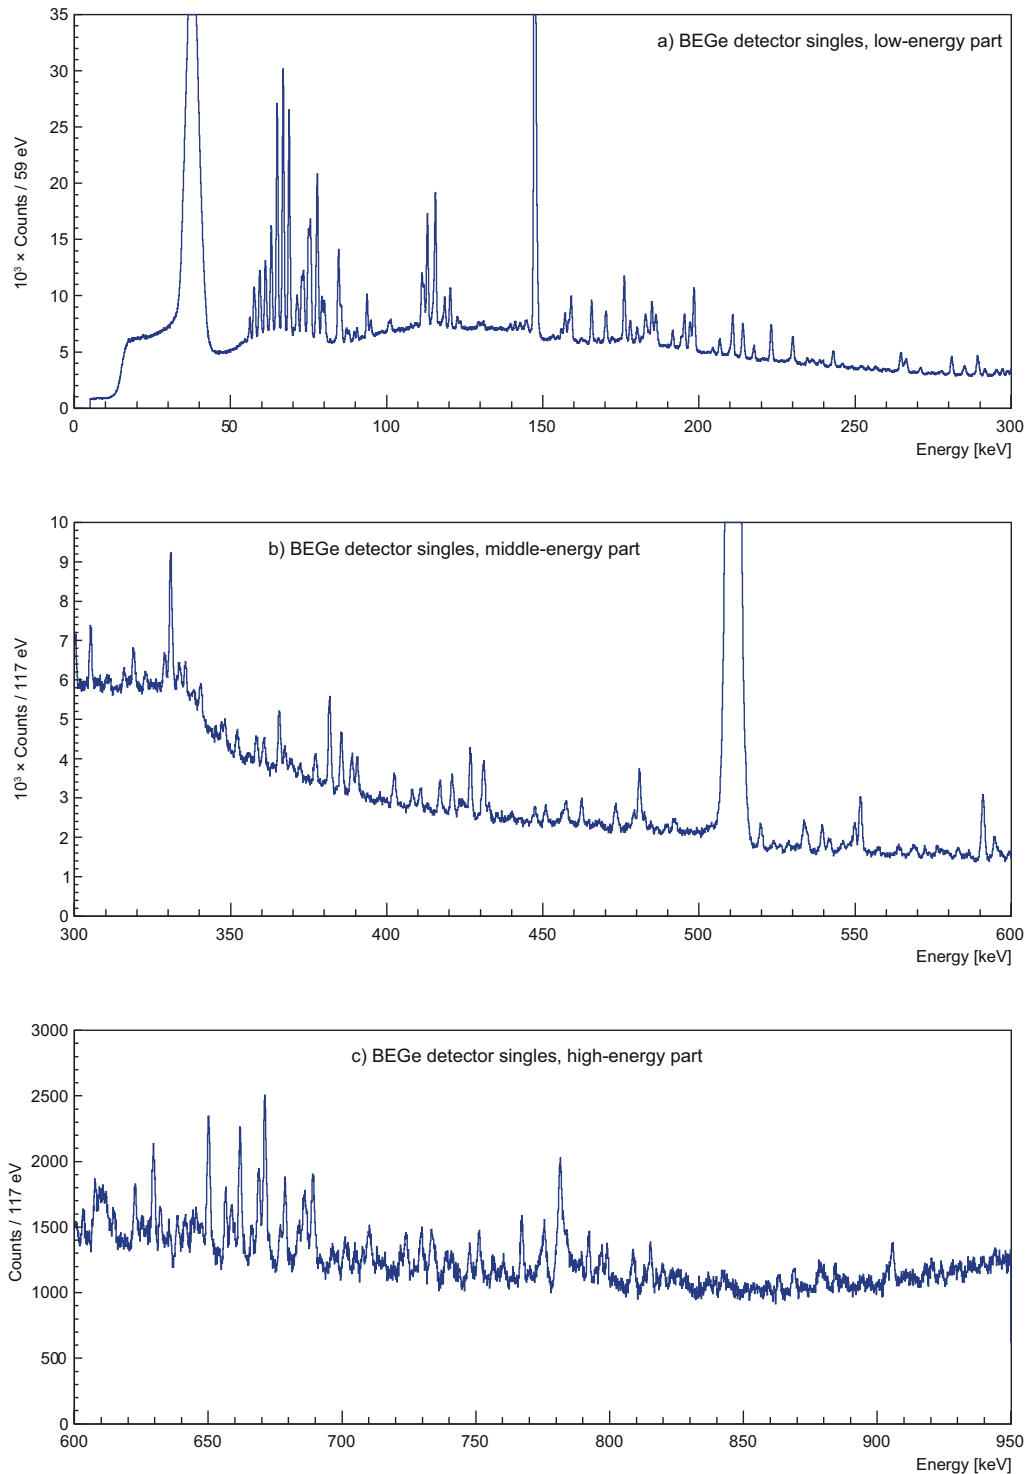 a) BEGe detector singles, low-energy part
10³ × Counts / 59 eV
35
30
25
20
15
10
5
0
0 50 100 150 200 250 300
Energy [keV]
b) BEGe detector singles, middle-energy part
10³ × Counts / 117 eV
10
9
8
7
6
5
4
3
2
1
0
300 350 400 450 500 550 600
Energy [keV]
c) BEGe detector singles, high-energy part
Counts / 117 eV
3000
2500
2000
1500
1000
500
0
600 650 700 750 800 850 900 950
Energy [keV]